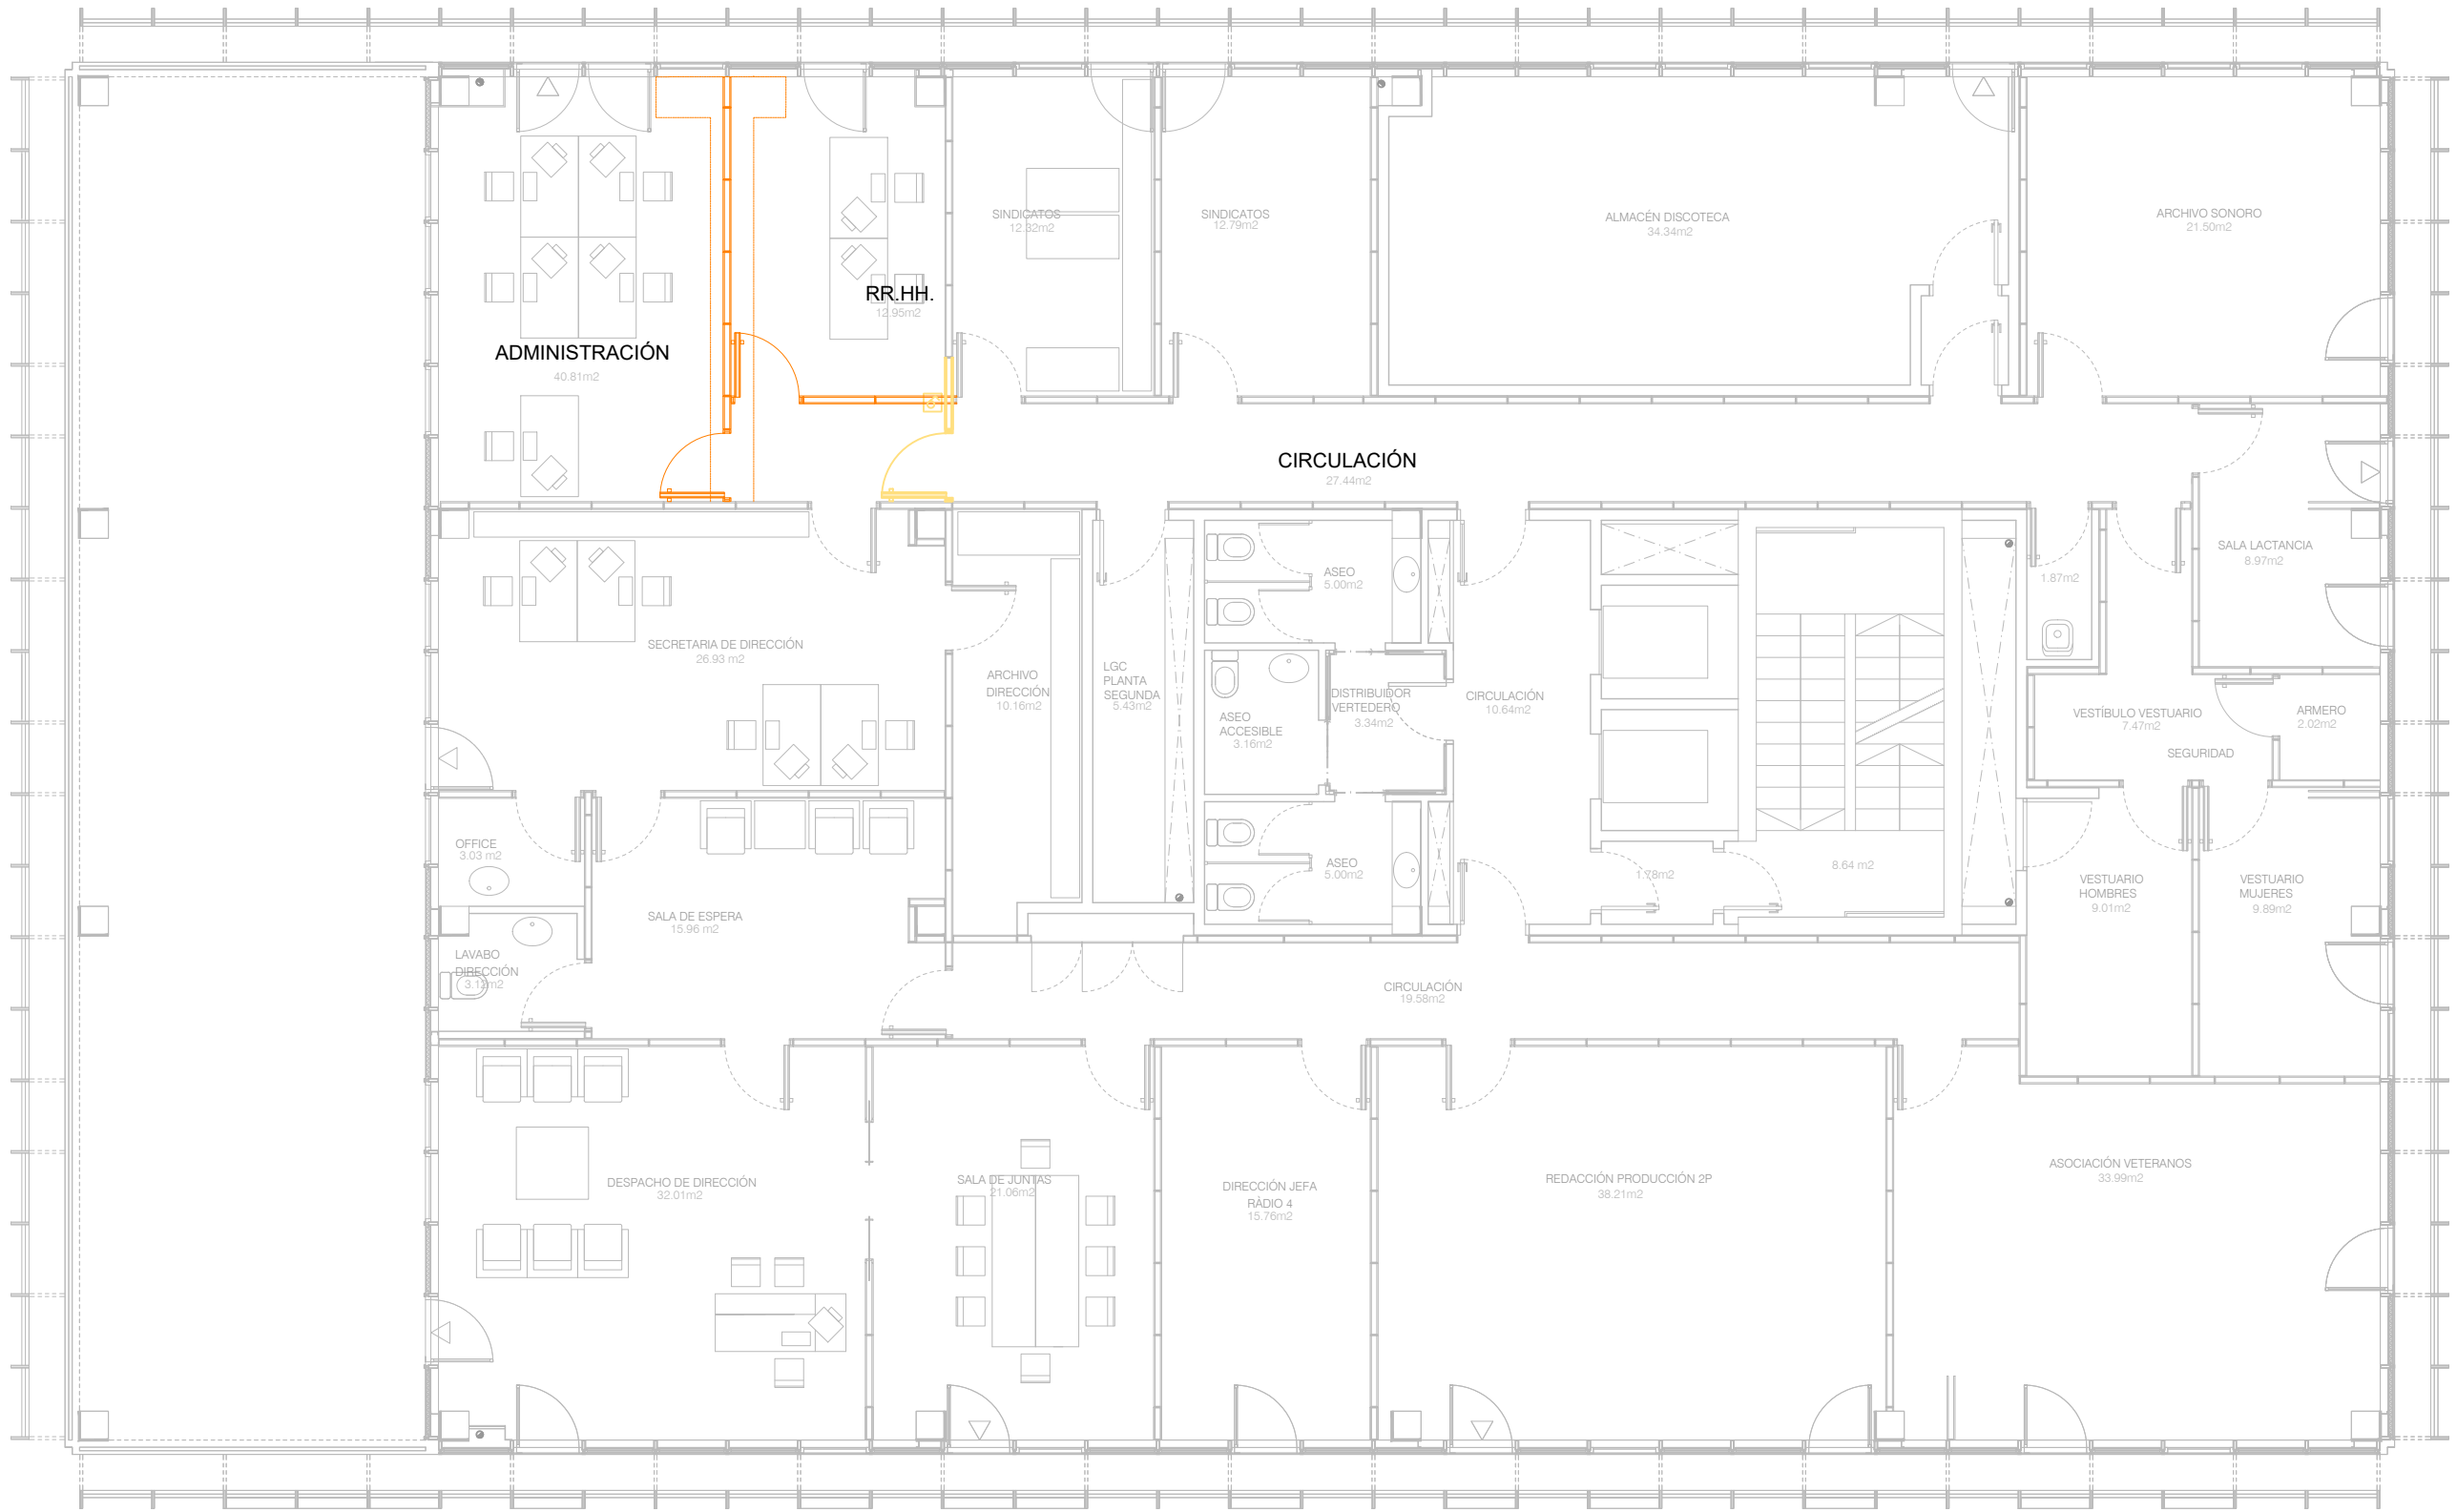 SINDICATOS
12.32m2
SINDICATOS
12.79m2
ALMACÉN DISCOTECA
34.34m2
ARCHIVO SONORO
21.50m2
RR.HH.
12.95m2
ADMINISTRACIÓN
40.81m2
CIRCULACIÓN
27.44m2
SALA LACTANCIA
8.97m2
ASEO
5.00m2
1.87m2
SECRETARIA DE DIRECCIÓN
26.93 m2
ARCHIVO
DIRECCIÓN
10.16m2
LGC
PLANTA
SEGUNDA
5.43m2
ASEO
ACCESIBLE
3.16m2
DISTRIBUIDOR
VERTEDERO
3.34m2
CIRCULACIÓN
10.64m2
VESTÍBULO VESTUARIO
7.47m2
SEGURIDAD
ARMERO
2.02m2
OFFICE
3.03 m2
SALA DE ESPERA
15.96 m2
ASEO
5.00m2
1.78m2
8.64 m2
VESTUARIO
HOMBRES
9.01m2
VESTUARIO
MUJERES
9.89m2
LAVABO
DIRECCIÓN
3.12m2
CIRCULACIÓN
19.58m2
DESPACHO DE DIRECCIÓN
32.01m2
SALA DE JUNTAS
21.06m2
DIRECCIÓN JEFA
RÀDIO 4
15.76m2
REDACCIÓN PRODUCCIÓN 2P
38.21m2
ASOCIACIÓN VETERANOS
33.99m2